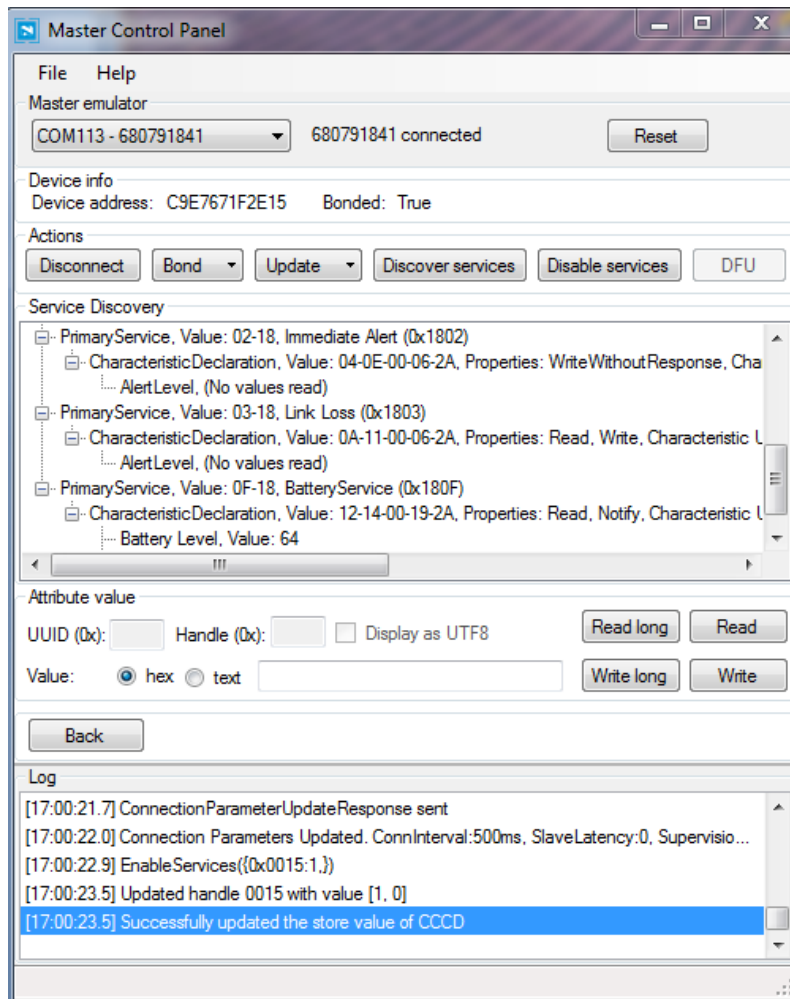 Master Control Panel
File Help
Master emulator
COM113 - 680791841 680791841 connected Reset
Device info
Device address: C9E7671F2E15 Bonded: True
Actions
Disconnect Bond Update Discover services Disable services DFU
Service Discovery
PrimaryService, Value: 02-18, Immediate Alert (0x1802)
CharacteristicDeclaration, Value: 04-0E-00-06-2A, Properties: WriteWithoutResponse, Cha
AlertLevel, (No values read)
PrimaryService, Value: 03-18, Link Loss (0x1803)
CharacteristicDeclaration, Value: 0A-11-00-06-2A, Properties: Read, Write, Characteristic U
AlertLevel, (No values read)
PrimaryService, Value: 0F-18, BatteryService (0x180F)
CharacteristicDeclaration, Value: 12-14-00-19-2A, Properties: Read, Notify, Characteristic U
Battery Level, Value: 64
Attribute value
UUID (0x): Handle (0x): Display as UTF8 Read long Read
Value: hex text Write long Write
Back
Log
[17:00:21.7] ConnectionParameterUpdateResponse sent
[17:00:22.0] Connection Parameters Updated. ConnInterval:500ms, SlaveLatency:0, Supervisio...
[17:00:22.9] EnableServices({0x0015:1,})
[17:00:23.5] Updated handle 0015 with value [1, 0]
[17:00:23.5] Successfully updated the store value of CCCD